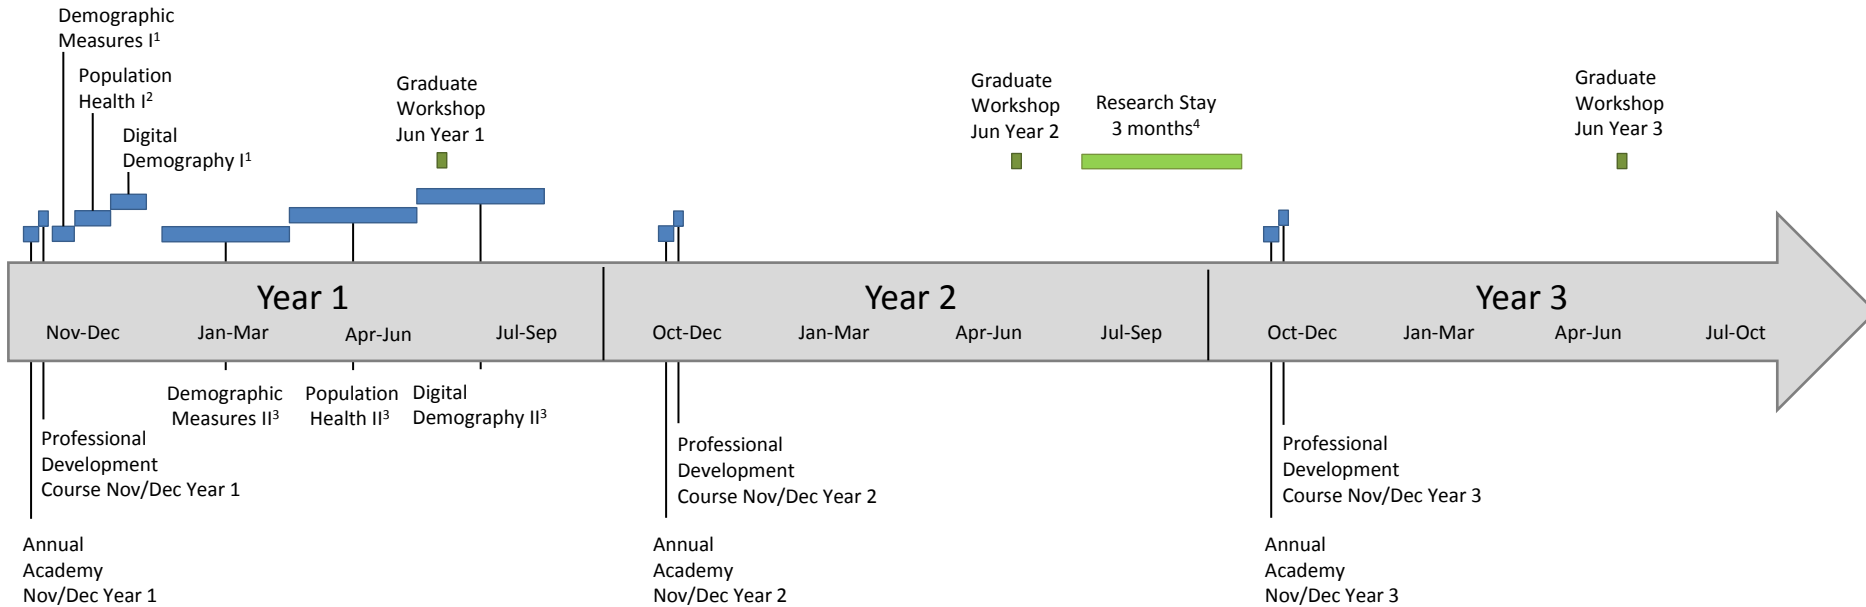 Demographic
Measures I¹
Population
Health I²
Digital
Demography I¹
Graduate
Workshop
Jun Year 1
Graduate
Workshop
Jun Year 2
Research Stay
3 months⁴
Graduate
Workshop
Jun Year 3
Year 1
Year 2
Year 3
Nov-Dec
Jan-Mar
Apr-Jun
Jul-Sep
Oct-Dec
Jan-Mar
Apr-Jun
Jul-Sep
Oct-Dec
Jan-Mar
Apr-Jun
Jul-Oct
Demographic
Measures II³
Population
Health II³
Digital
Demography II³
Professional
Development
Course Nov/Dec Year 1
Professional
Development
Course Nov/Dec Year 2
Professional
Development
Course Nov/Dec Year 3
Annual
Academy
Nov/Dec Year 1
Annual
Academy
Nov/Dec Year 2
Annual
Academy
Nov/Dec Year 3